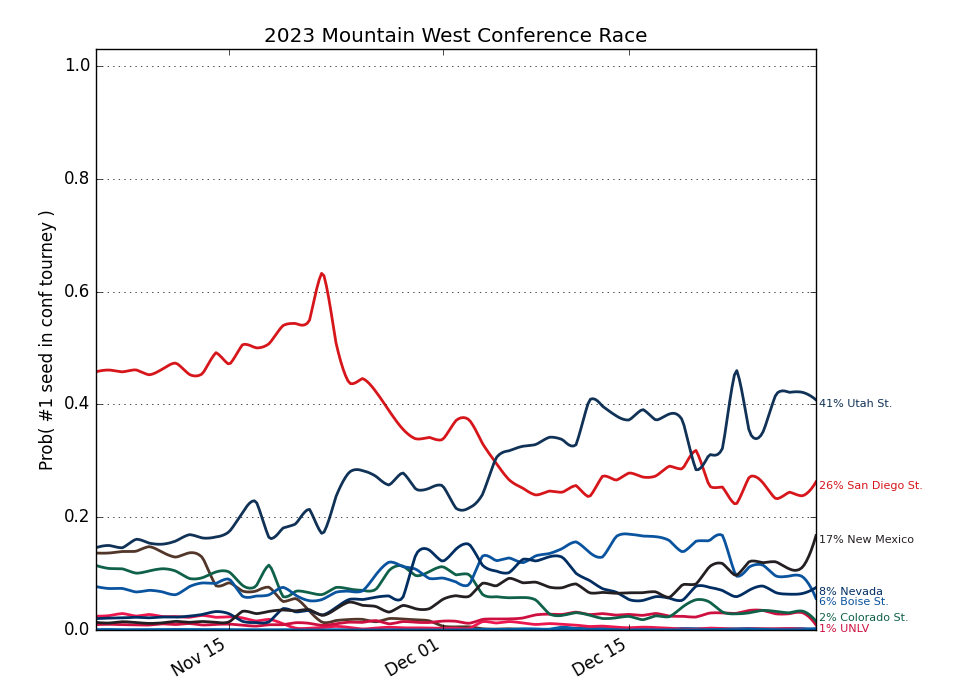 2023 Mountain West Conference Race
Prob( #1 seed in conf tourney )
1.0
0.8
0.6
0.4
0.2
0.0
Nov 15
Dec 01
Dec 15
41% Utah St.
26% San Diego St.
17% New Mexico
8% Nevada
6% Boise St.
2% Colorado St.
1% UNLV